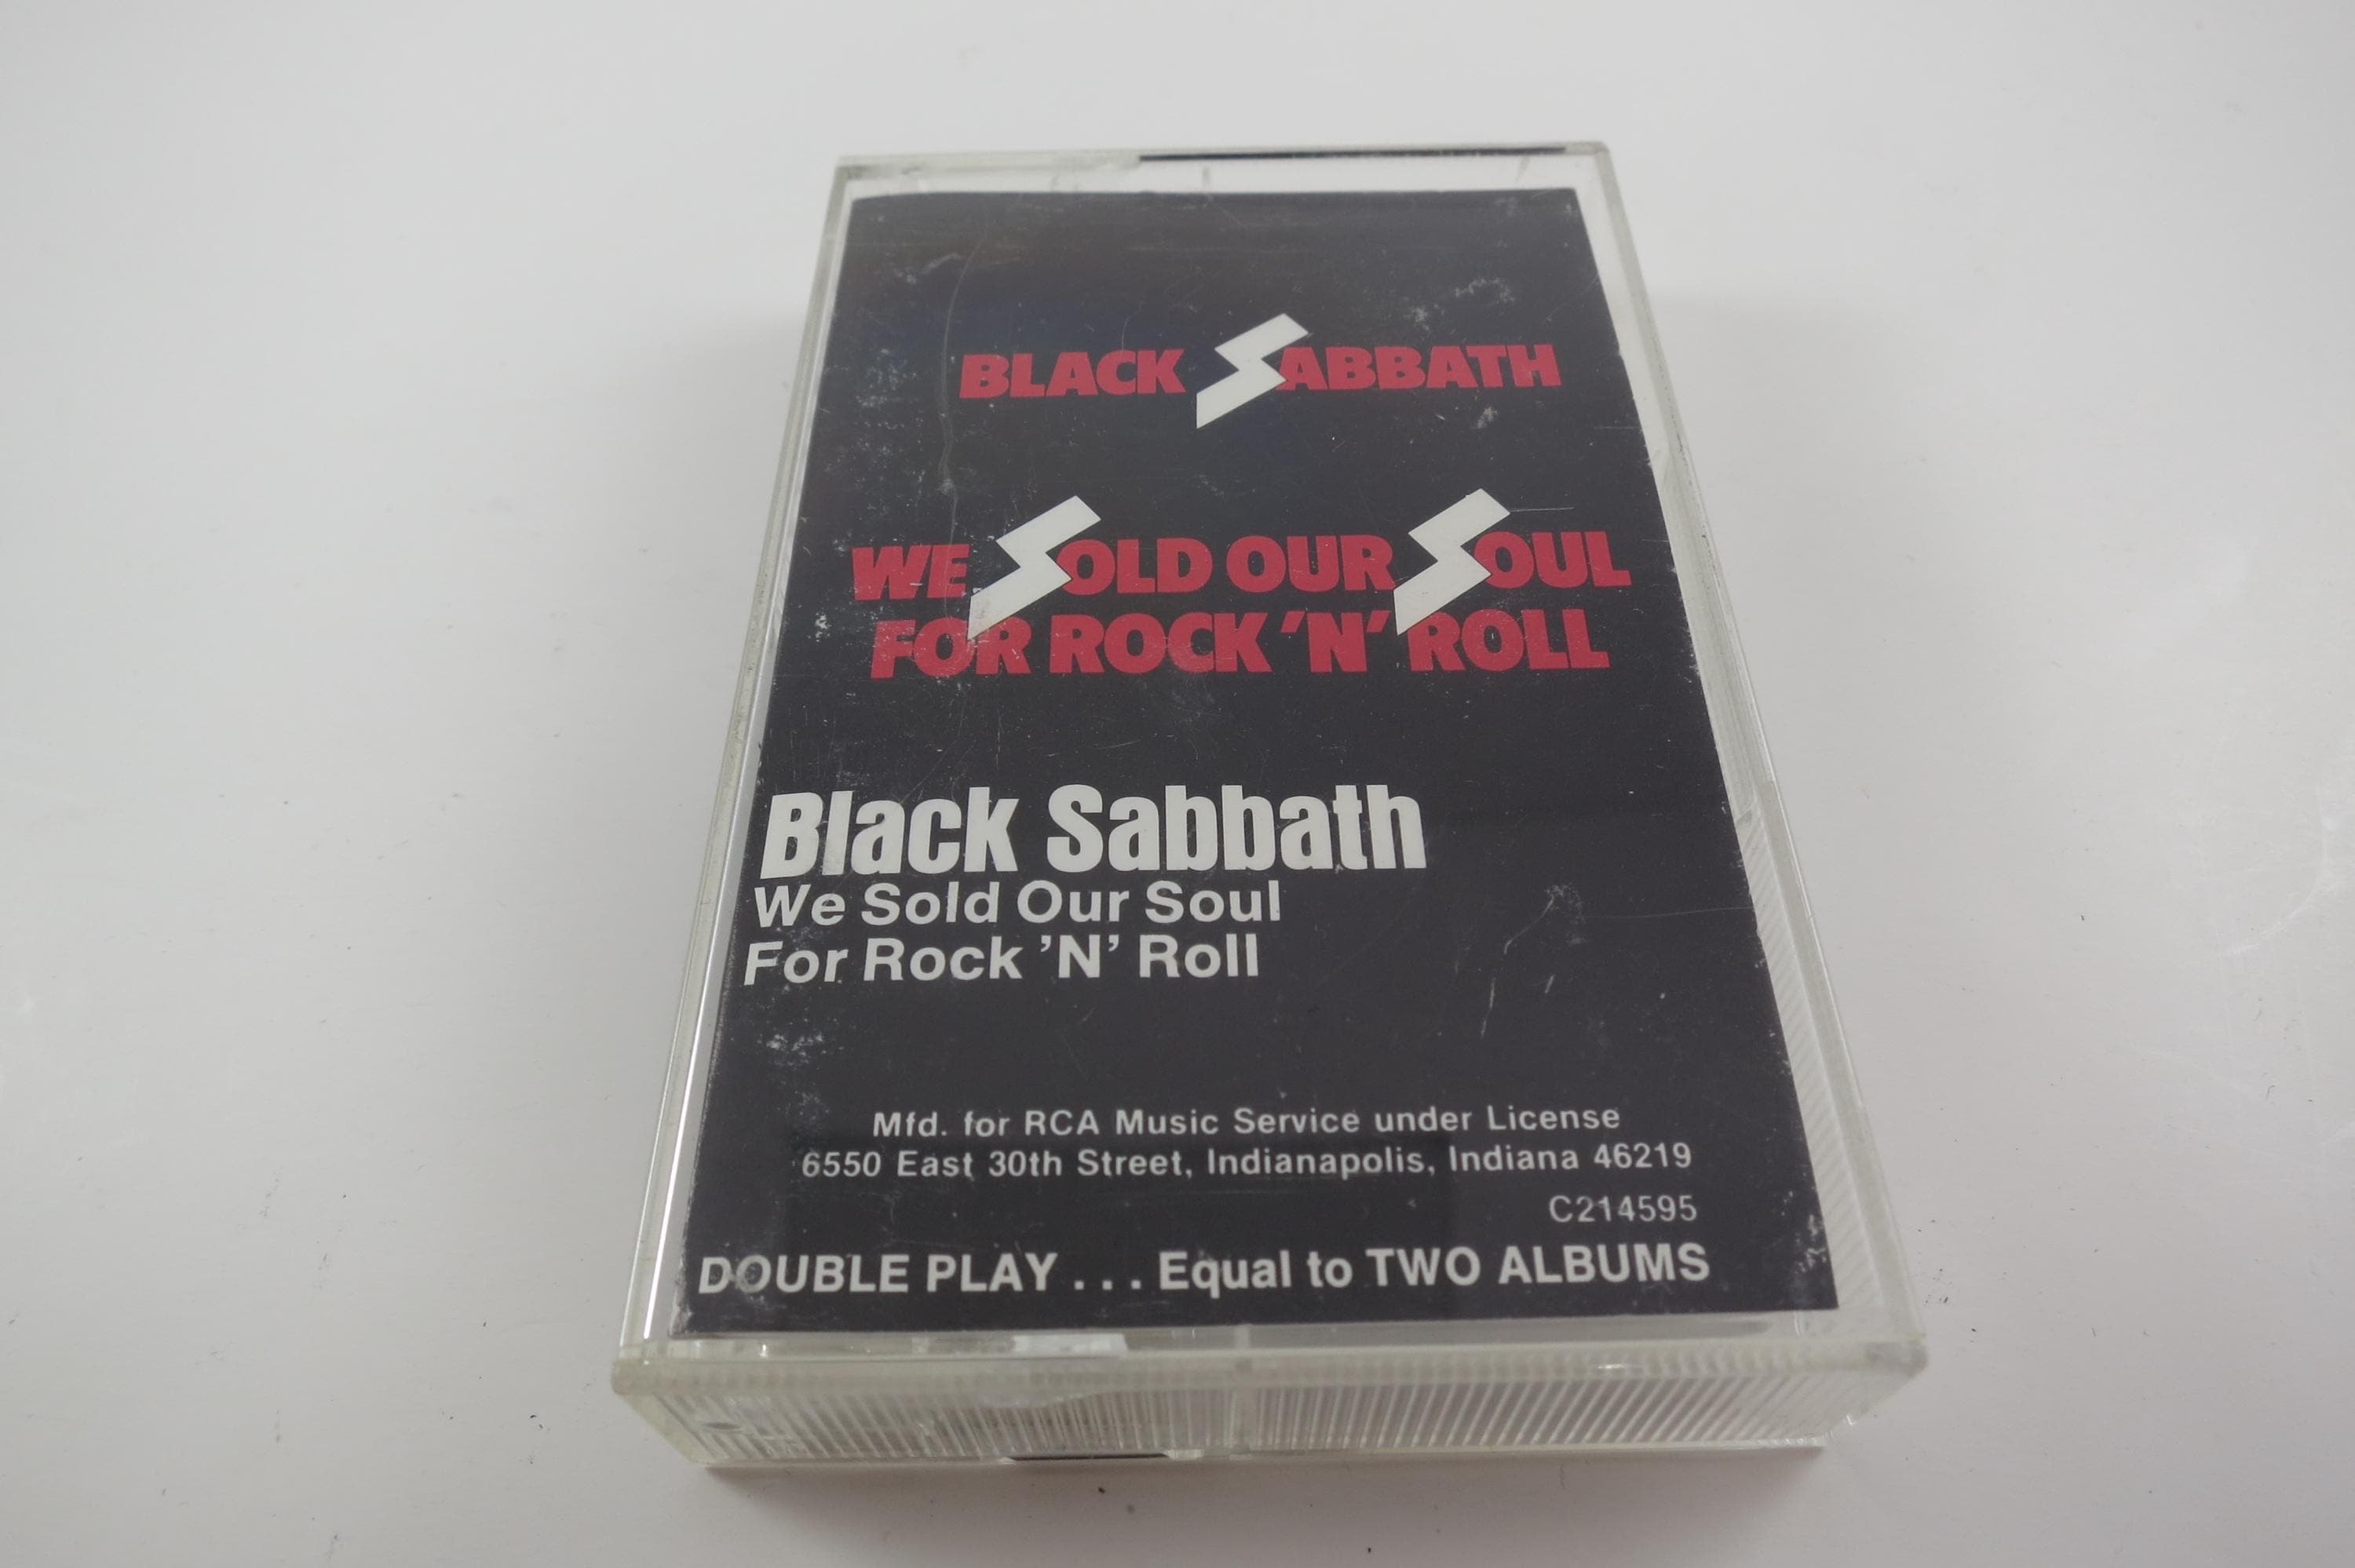 BLACK SABBATH
WE SOLD OUR SOUL
FOR ROCK 'N' ROLL
Black Sabbath
We Sold Our Soul
For Rock 'N' Roll
Mfd. for RCA Music Service under License
6550 East 30th Street, Indianapolis, Indiana 46219
C214595
DOUBLE PLAY . . . Equal to TWO ALBUMS